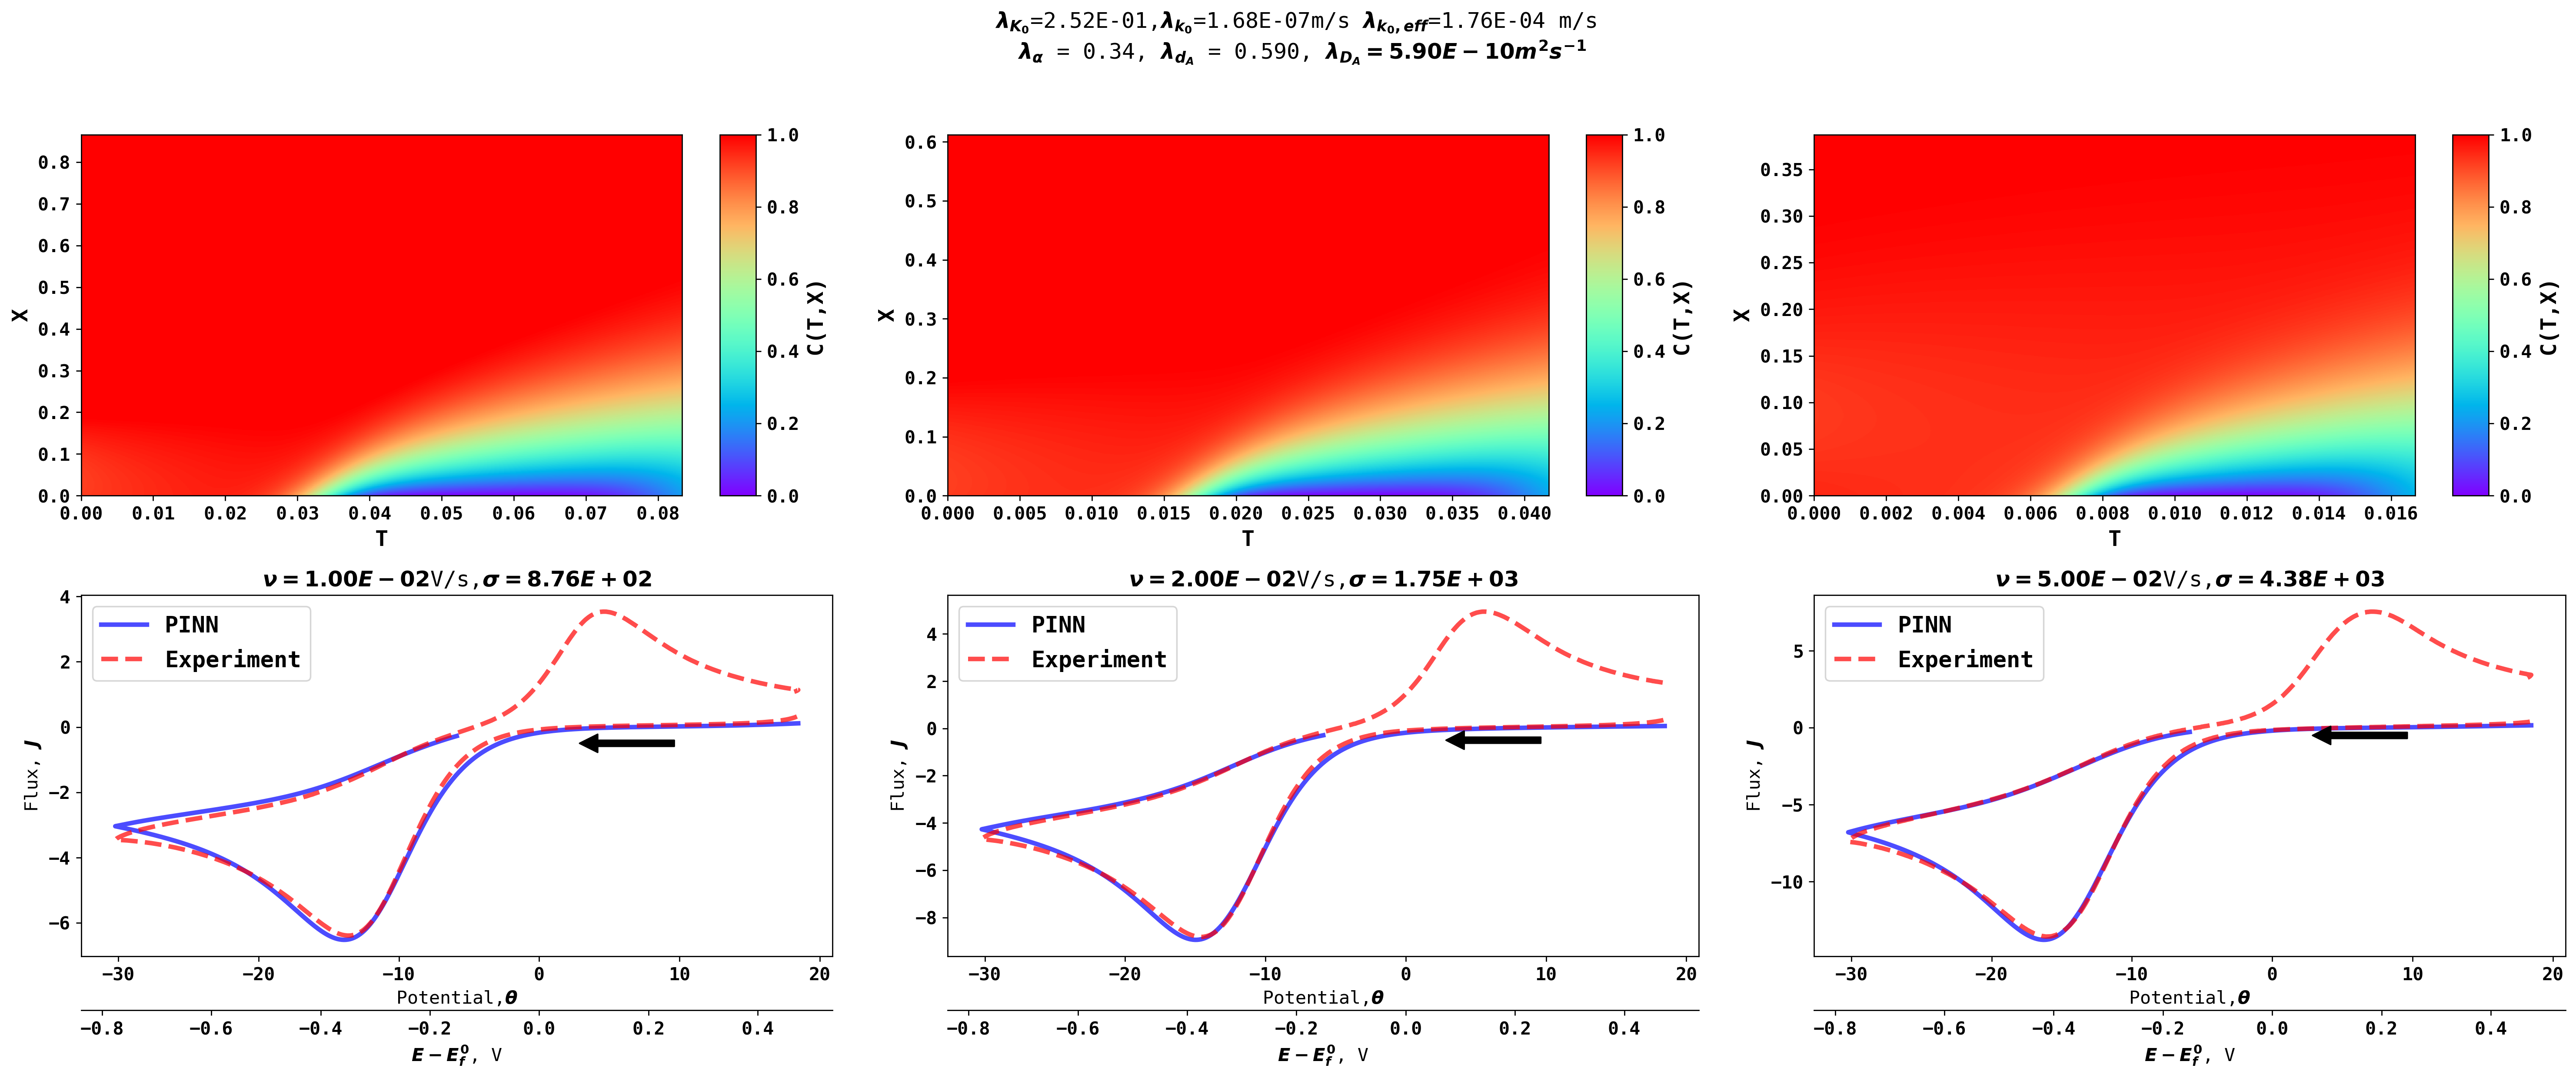 λ_K₀=2.52E-01,λ_k₀=1.68E-07m/s λ_k₀,eff=1.76E-04 m/s
λ_α = 0.34, λ_d_A = 0.590, λ_D_A = 5.90E − 10m²s⁻¹
0.8
0.7
0.6
0.5
0.4
0.3
0.2
0.1
0.0
X
0.00 0.01 0.02 0.03 0.04 0.05 0.06 0.07 0.08
T
1.0
0.8
0.6
0.4
0.2
0.0
C(T,X)
0.6
0.5
0.4
0.3
0.2
0.1
0.0
X
0.000 0.005 0.010 0.015 0.020 0.025 0.030 0.035 0.040
T
1.0
0.8
0.6
0.4
0.2
0.0
C(T,X)
0.35
0.30
0.25
0.20
0.15
0.10
0.05
0.00
X
0.000 0.002 0.004 0.006 0.008 0.010 0.012 0.014 0.016
T
1.0
0.8
0.6
0.4
0.2
0.0
C(T,X)
ν = 1.00E − 02V/s,σ = 8.76E + 02
PINN
Experiment
4
2
0
−2
−4
−6
Flux, J
−30 −20 −10 0 10 20
Potential,θ
−0.8 −0.6 −0.4 −0.2 0.0 0.2 0.4
E − E_f^0, V
ν = 2.00E − 02V/s,σ = 1.75E + 03
PINN
Experiment
4
2
0
−2
−4
−6
−8
Flux, J
−30 −20 −10 0 10 20
Potential,θ
−0.8 −0.6 −0.4 −0.2 0.0 0.2 0.4
E − E_f^0, V
ν = 5.00E − 02V/s,σ = 4.38E + 03
PINN
Experiment
5
0
−5
−10
Flux, J
−30 −20 −10 0 10 20
Potential,θ
−0.8 −0.6 −0.4 −0.2 0.0 0.2 0.4
E − E_f^0, V